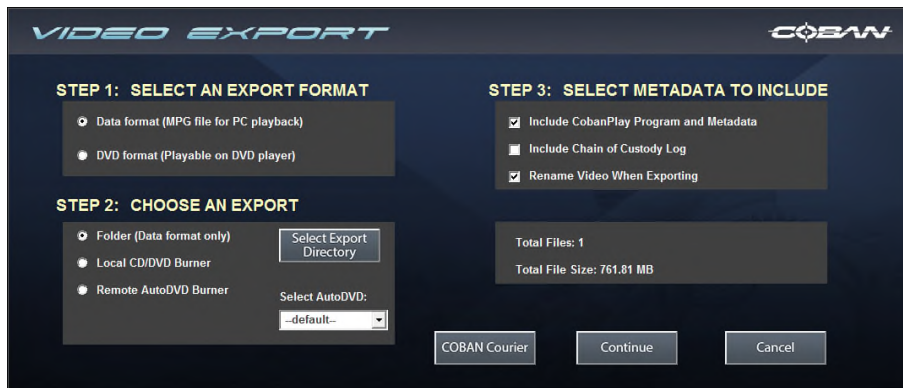 VIDEO EXPORT
COBAN
STEP 1: SELECT AN EXPORT FORMAT
Data format (MPG file for PC playback)
DVD format (Playable on DVD player)
STEP 2: CHOOSE AN EXPORT
Folder (Data format only)
Local CD/DVD Burner
Remote AutoDVD Burner
Select Export
Directory
Select AutoDVD:
--default--
STEP 3: SELECT METADATA TO INCLUDE
Include CobanPlay Program and Metadata
Include Chain of Custody Log
Rename Video When Exporting
Total Files: 1
Total File Size: 761.81 MB
COBAN Courier
Continue
Cancel